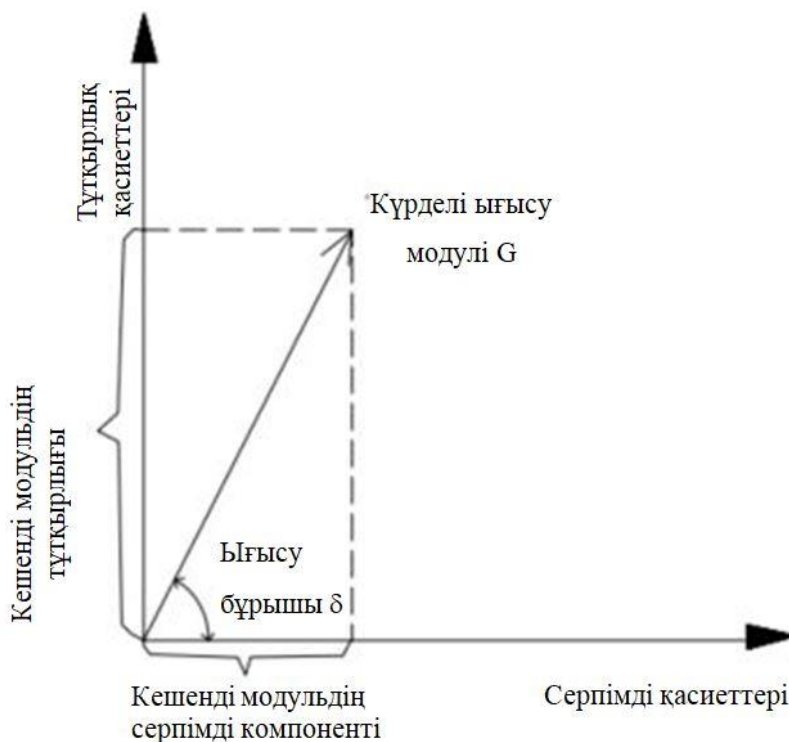 Тұтқырлық
қасиеттері
Күрделі ығысу
модулі G
Кешенді модульдің
тұтқырлығы
Ығысу
бұрышы δ
Кешенді модульдің
серпімді компоненті
Серпімді қасиеттері